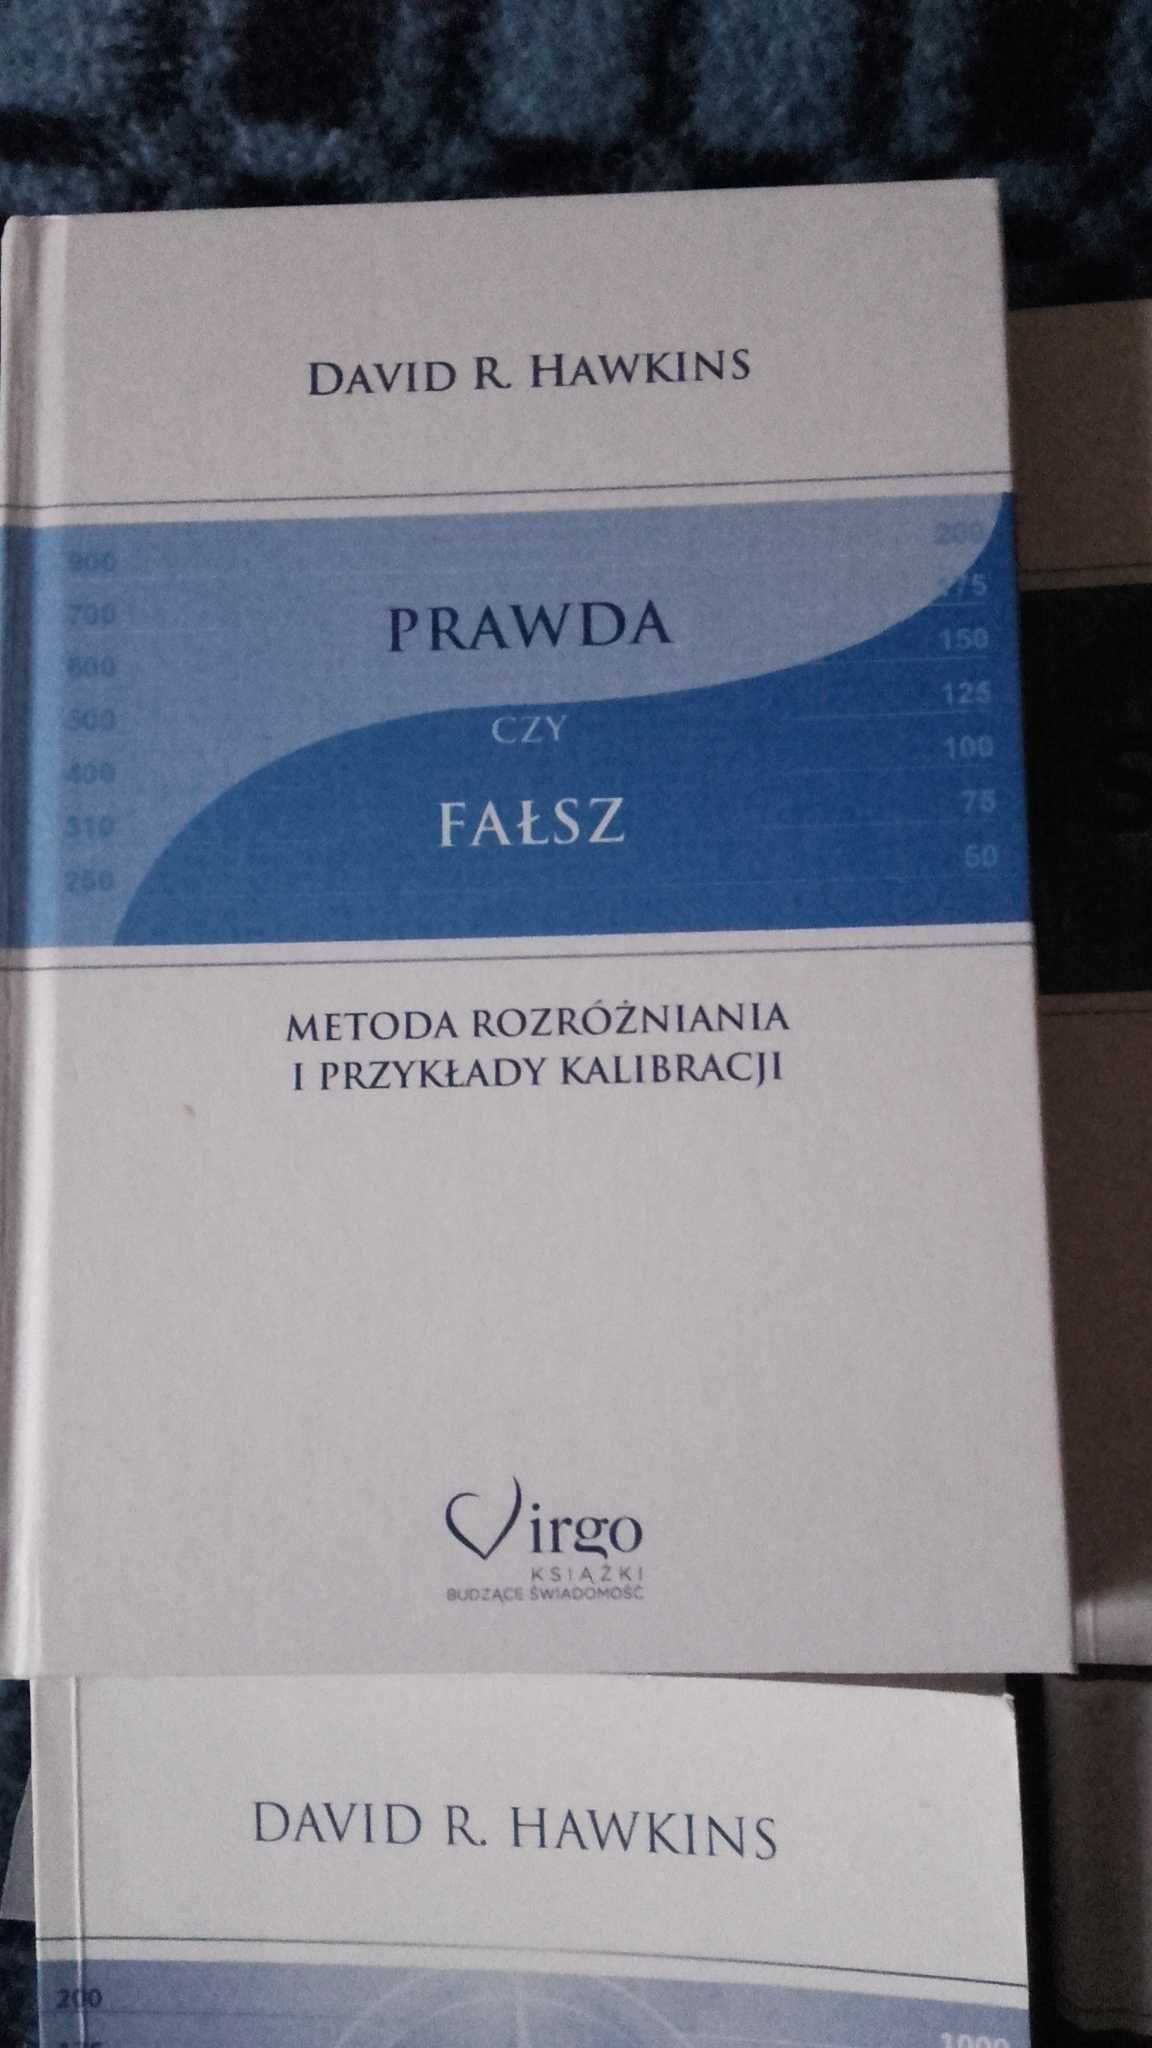 DAVID R. HAWKINS
900
700
600
500
400
310
250
200
175
150
125
100
75
50
PRAWDA
CZY
FAŁSZ
METODA ROZRÓŻNIANIA
I PRZYKŁADY KALIBRACJI
Virgo
KSIĄŻKI
BUDZĄCE ŚWIADOMOŚĆ
DAVID R. HAWKINS
200
1000